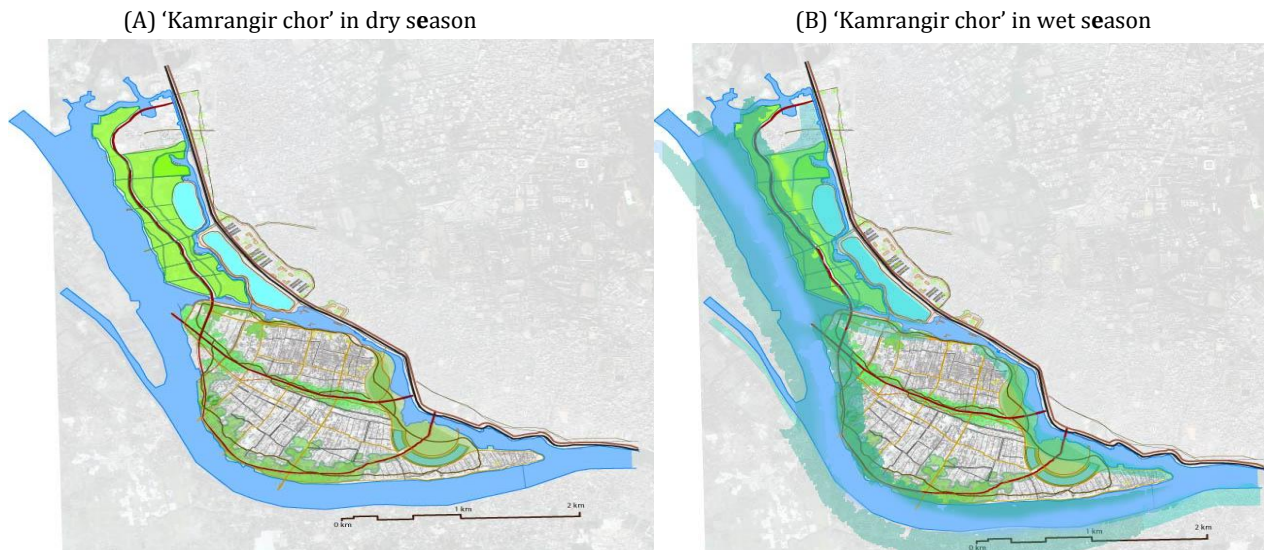 (A) ‘Kamrangir chor’ in dry season
(B) ‘Kamrangir chor’ in wet season
0 km
1 km
2 km
0 km
1 km
2 km